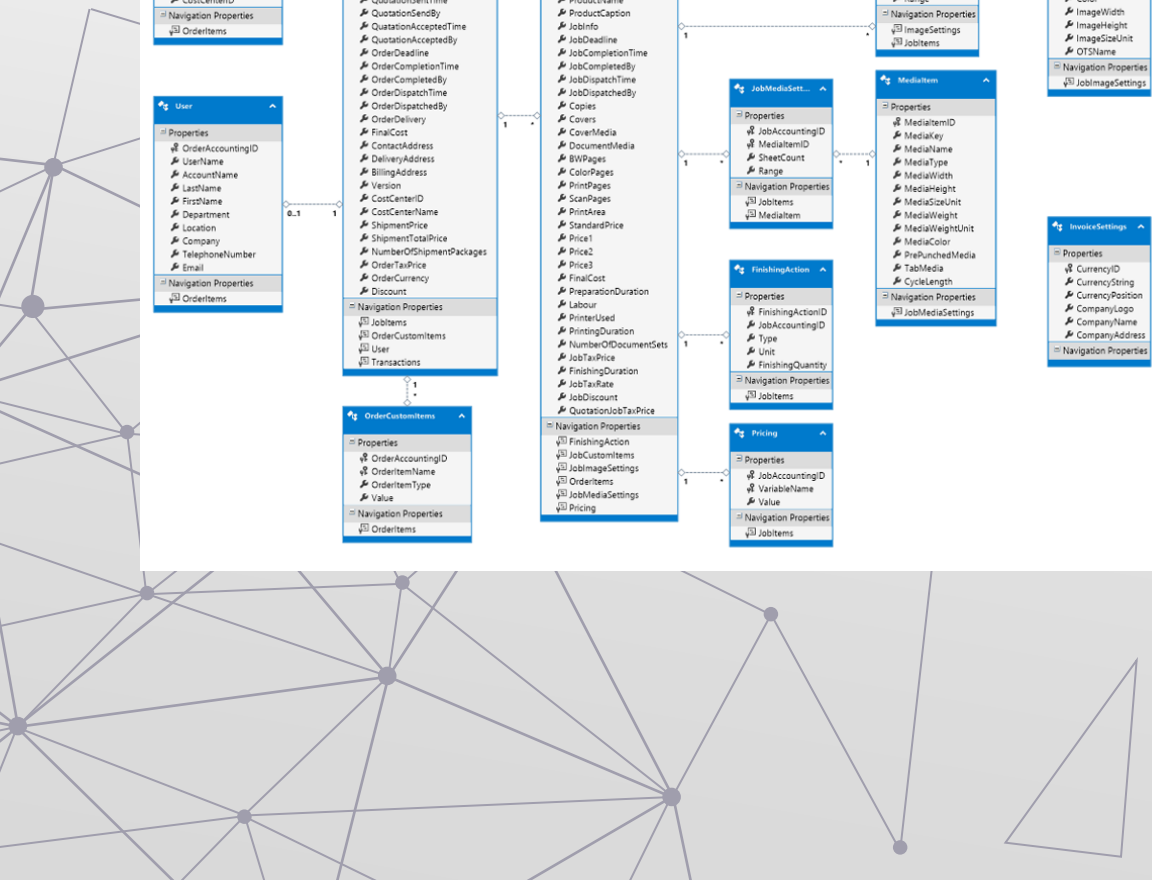 CostCenterID
Navigation Properties
OrderItems
User
Properties
OrderAccountingID
UserName
AccountName
LastName
FirstName
Department
Location
Company
TelephoneNumber
Email
Navigation Properties
OrderItems
0..1
1
QuotationSentTime
QuotationSendBy
QuatationAcceptedTime
QuotationAcceptedBy
OrderDeadline
OrderCompletionTime
OrderCompletedBy
OrderDispatchTime
OrderDispatchedBy
OrderDelivery
FinalCost
ContactAddress
DeliveryAddress
BillingAddress
Version
CostCenterID
CostCenterName
ShipmentPrice
ShipmentTotalPrice
NumberOfShipmentPackages
OrderTaxPrice
OrderCurrency
Discount
Navigation Properties
JobItems
OrderCustomItems
User
Transactions
1
*
OrderCustomItems
Properties
OrderAccountingID
OrderItemName
OrderItemType
Value
Navigation Properties
OrderItems
1
*
ProductName
ProductCaption
JobInfo
JobDeadline
JobCompletionTime
JobCompletedBy
JobDispatchTime
JobDispatchedBy
Copies
Covers
CoverMedia
DocumentMedia
BWPages
ColorPages
PrintPages
ScanPages
PrintArea
StandardPrice
Price1
Price2
Price3
FinalCost
PreparationDuration
Labour
PrinterUsed
PrintingDuration
NumberOfDocumentSets
JobTaxPrice
FinishingDuration
JobTaxRate
JobDiscount
QuotationJobTaxPrice
Navigation Properties
FinishingAction
JobCustomItems
JobImageSettings
OrderItems
JobMediaSettings
Pricing
1
*
1
*
1
*
1
*
JobMediaSett...
Properties
JobAccountingID
MediaItemID
SheetCount
Range
Navigation Properties
JobItems
MediaItem
*
1
FinishingAction
Properties
FinishingActionID
JobAccountingID
Type
Unit
FinishingQuantity
Navigation Properties
JobItems
Pricing
Properties
JobAccountingID
VariableName
Value
Navigation Properties
JobItems
Range
Navigation Properties
ImageSettings
JobItems
MediaItem
Properties
MediaItemID
MediaKey
MediaName
MediaType
MediaWidth
MediaHeight
MediaSizeUnit
MediaWeight
MediaWeightUnit
MediaColor
PrePunchedMedia
TabMedia
CycleLength
Navigation Properties
JobMediaSettings
Color
ImageWidth
ImageHeight
ImageSizeUnit
OTSName
Navigation Properties
JobImageSettings
InvoiceSettings
Properties
CurrencyID
CurrencyString
CurrencyPosition
CompanyLogo
CompanyName
CompanyAddress
Navigation Properties